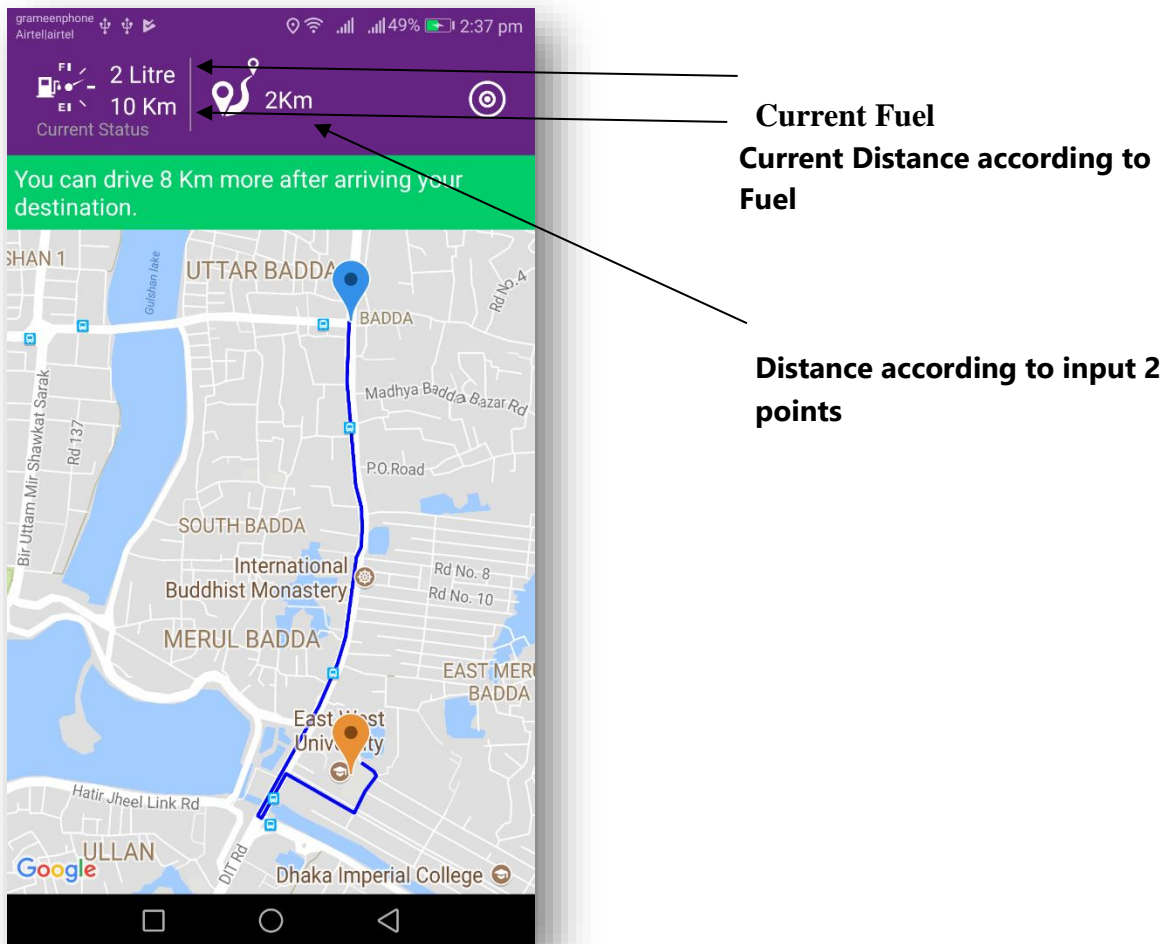 grameenphone
Airtel|airtel
49%
2:37 pm
F
2 Litre
E
10 Km
Current Status
2Km
You can drive 8 Km more after arriving your
destination.
Current Fuel
Current Distance according to
Fuel
Distance according to input 2
points
SHAN 1
Gulshan lake
UTTAR BADDA
Rd No.4
BADDA
Bir Uttam Mir Shawkat Sarak
Rd 137
Madhya Badda Bazar Rd
P.O.Road
SOUTH BADDA
International
Buddhist Monastery
Rd No. 8
Rd No. 10
MERUL BADDA
EAST MERU
BADDA
East West
University
Hatir Jheel Link Rd
ULLAN
DIT Rd
Google
Dhaka Imperial College